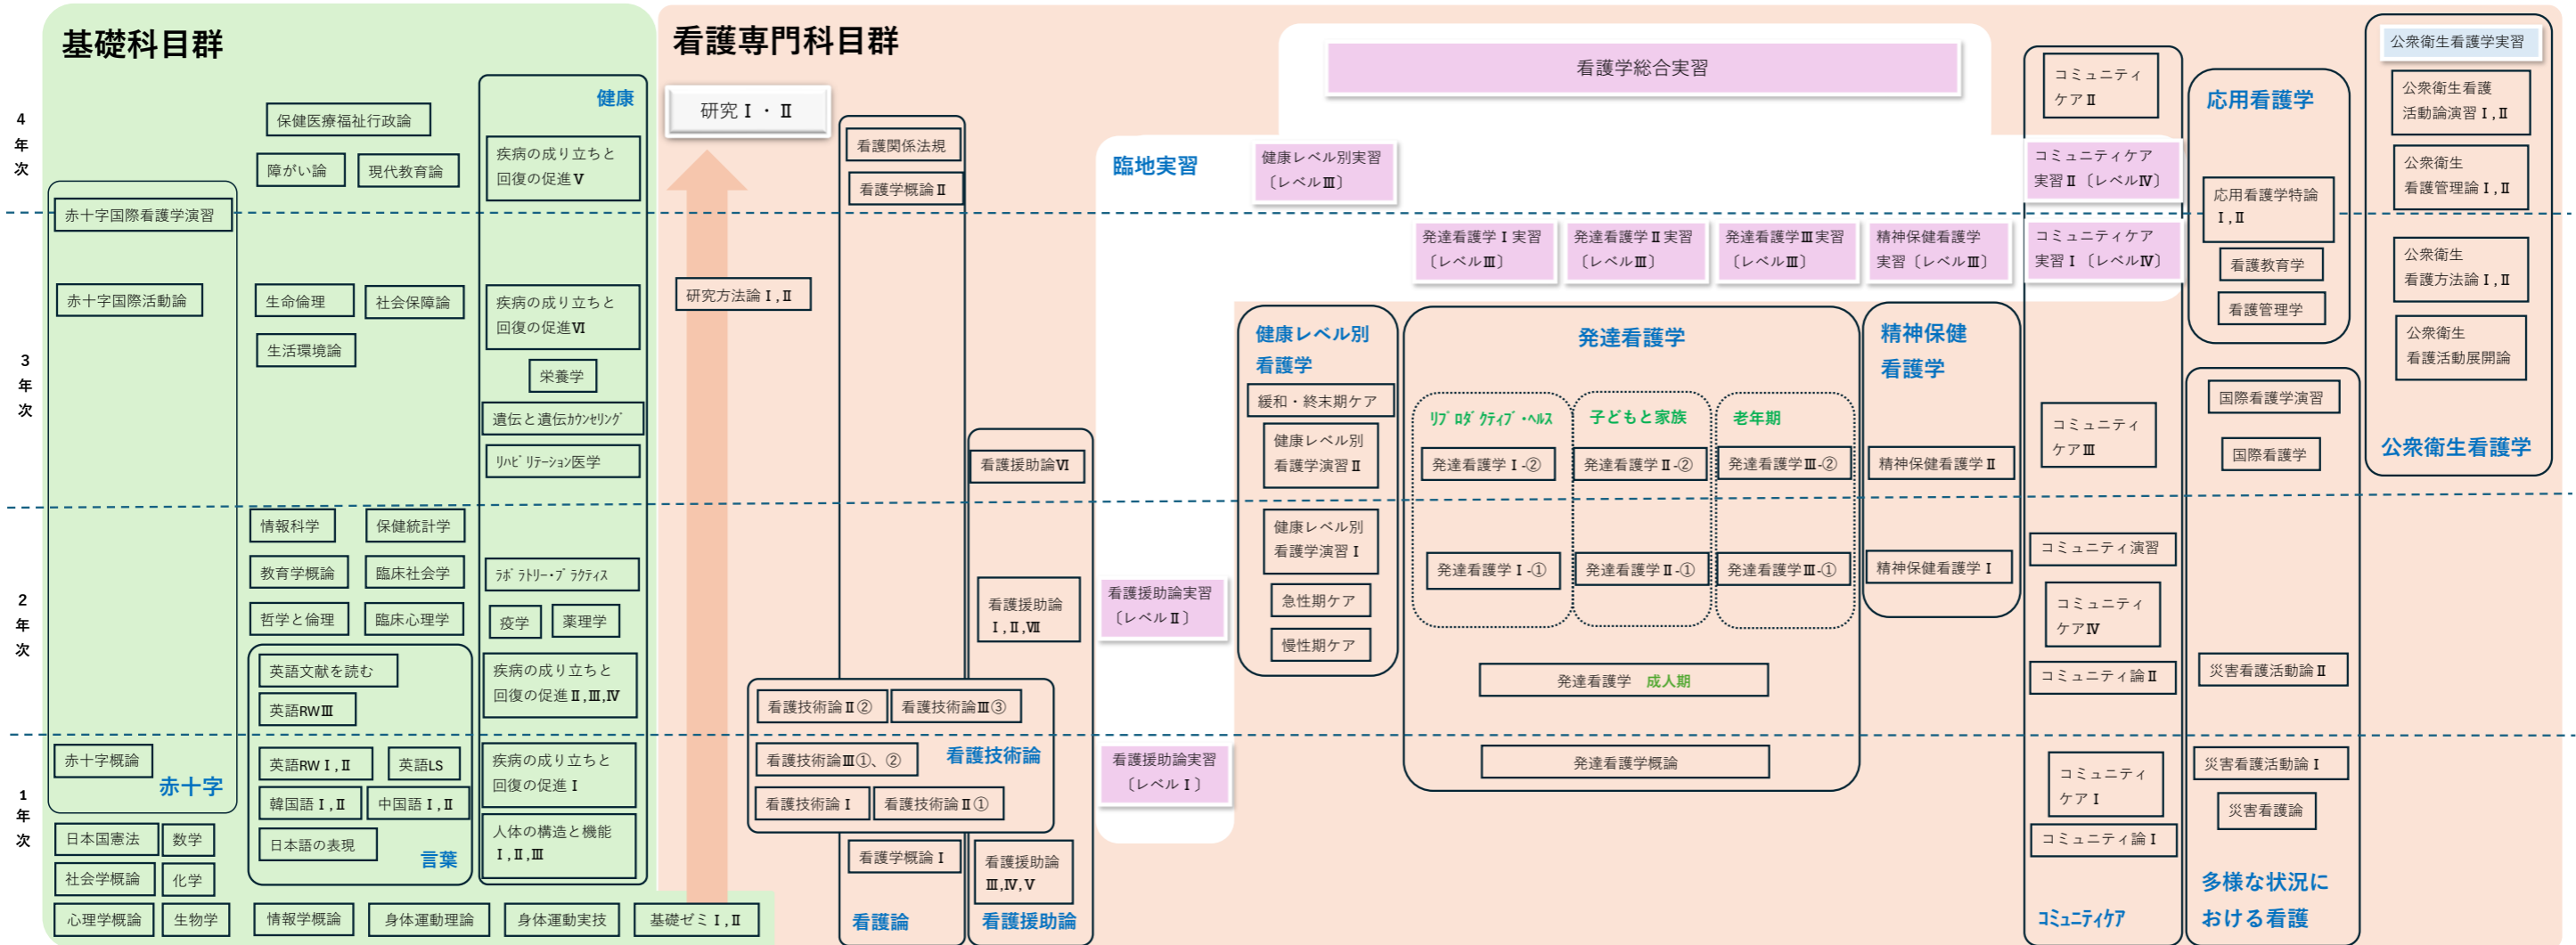 基礎科目群
看護専門科目群
4
年
次
3
年
次
2
年
次
1
年
次
健康
保健医療福祉行政論
障がい論
現代教育論
疾病の成り立ちと
回復の促進Ⅴ
赤十字国際看護学演習
赤十字国際活動論
生命倫理
社会保障論
生活環境論
疾病の成り立ちと
回復の促進Ⅵ
栄養学
遺伝と遺伝ｶｳﾝｾﾘﾝｸﾞ
ﾘﾊﾋﾞﾘﾃｰｼｮﾝ医学
情報科学
保健統計学
教育学概論
臨床社会学
哲学と倫理
臨床心理学
ﾗﾎﾞﾗﾄﾘｰ･ﾌﾟﾗｸﾃｨｽ
疫学
薬理学
英語文献を読む
英語RWⅢ
疾病の成り立ちと
回復の促進Ⅱ,Ⅲ,Ⅳ
赤十字概論
赤十字
英語RWⅠ,Ⅱ
英語LS
韓国語Ⅰ,Ⅱ
中国語Ⅰ,Ⅱ
日本語の表現
言葉
疾病の成り立ちと
回復の促進Ⅰ
人体の構造と機能
Ⅰ,Ⅱ,Ⅲ
日本国憲法
数学
社会学概論
化学
心理学概論
生物学
情報学概論
身体運動理論
身体運動実技
基礎ゼミⅠ,Ⅱ
研究Ⅰ・Ⅱ
研究方法論Ⅰ,Ⅱ
看護関係法規
看護学概論Ⅱ
看護援助論Ⅵ
看護援助論
Ⅰ,Ⅱ,Ⅶ
看護技術論Ⅱ②
看護技術論Ⅲ③
看護技術論Ⅲ①、②
看護技術論
看護技術論Ⅰ
看護技術論Ⅱ①
看護学概論Ⅰ
看護援助論
Ⅲ,Ⅳ,Ⅴ
看護論
看護援助論
看護学総合実習
臨地実習
健康レベル別実習
〔レベルⅢ〕
発達看護学Ⅰ実習
〔レベルⅢ〕
発達看護学Ⅱ実習
〔レベルⅢ〕
発達看護学Ⅲ実習
〔レベルⅢ〕
精神保健看護学
実習〔レベルⅢ〕
コミュニティケア
実習Ⅱ〔レベルⅣ〕
コミュニティケア
実習Ⅰ〔レベルⅣ〕
看護援助論実習
〔レベルⅡ〕
看護援助論実習
〔レベルⅠ〕
健康レベル別
看護学
緩和・終末期ケア
健康レベル別
看護学演習Ⅱ
健康レベル別
看護学演習Ⅰ
急性期ケア
慢性期ケア
発達看護学
ﾘﾌﾟﾛﾀﾞｸﾃｨﾌﾞ･ﾍﾙｽ
子どもと家族
老年期
発達看護学Ⅰ-②
発達看護学Ⅱ-②
発達看護学Ⅲ-②
発達看護学Ⅰ-①
発達看護学Ⅱ-①
発達看護学Ⅲ-①
発達看護学　成人期
発達看護学概論
精神保健
看護学
精神保健看護学Ⅱ
精神保健看護学Ⅰ
コミュニティ
ケアⅡ
コミュニティ
ケアⅢ
コミュニティ演習
コミュニティ
ケアⅣ
コミュニティ論Ⅱ
コミュニティ
ケアⅠ
コミュニティ論Ⅰ
ｺﾐｭﾆﾃｨｹｱ
応用看護学
応用看護学特論
Ⅰ,Ⅱ
看護教育学
看護管理学
国際看護学演習
国際看護学
災害看護活動論Ⅱ
災害看護活動論Ⅰ
災害看護論
多様な状況に
おける看護
公衆衛生看護学実習
公衆衛生看護
活動論演習Ⅰ,Ⅱ
公衆衛生
看護管理論Ⅰ,Ⅱ
公衆衛生
看護方法論Ⅰ,Ⅱ
公衆衛生
看護活動展開論
公衆衛生看護学